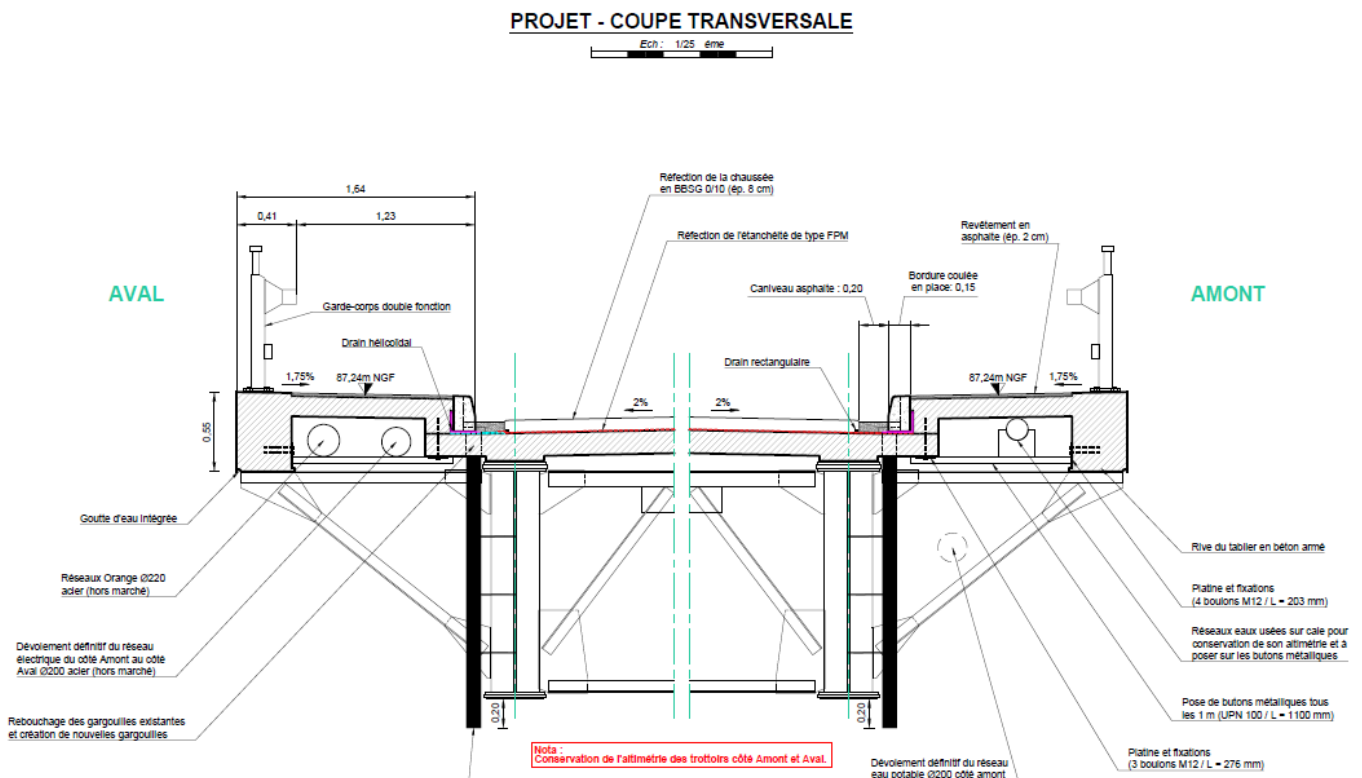 PROJET - COUPE TRANSVERSALE
Ech : 1/25 ème
Réfection de la chaussée
en BBSG 0/10 (ép. 8 cm)
1,64
0,41
1,23
Réfection de l'étanchéité de type FPM
Revêtement en
asphalte (ép. 2 cm)
Bordure coulée
en place: 0,15
Caniveau asphalte : 0,20
AVAL
AMONT
Garde-corps double fonction
Drain hélicoïdal
Drain rectangulaire
1,75%
87,24m NGF
2%
2%
87,24m NGF
1,75%
0,55
Goutte d'eau intégrée
Rive du tablier en béton armé
Réseaux Orange Ø220
acier (hors marché)
Platine et fixations
(4 boulons M12 / L = 203 mm)
Réseaux eaux usées sur cale pour
conservation de son altimétrie et à
poser sur les butons métalliques
Dévoiement définitif du réseau
électrique du côté Amont au côté
Aval Ø200 acier (hors marché)
Pose de butons métalliques tous
les 1 m (UPN 100 / L = 1100 mm)
0,20
0,20
Rebouchage des gargouilles existantes
et création de nouvelles gargouilles
Nota :
Conservation de l'altimétrie des trottoirs côté Amont et Aval.
Platine et fixations
(3 boulons M12 / L = 276 mm)
Dévoiement définitif du réseau
eau potable Ø200 côté amont